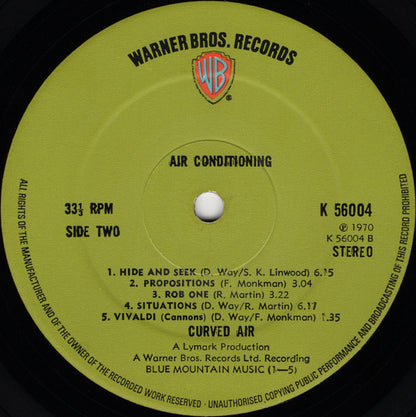 WARNER BROS. RECORDS
WB
®
AIR CONDITIONING
33⅓ RPM
SIDE TWO
K 56004
℗ 1970
K 56004 B
STEREO
1. HIDE AND SEEK (D. Way/S. K. Linwood) 6.15
2. PROPOSITIONS (F. Monkman) 3.04
3. ROB ONE (R. Martin) 3.22
4. SITUATIONS (D. Way/R. Martin) 6.17
5. VIVALDI (Cannons) (D. Way/F. Monkman) 1.35
CURVED AIR
A Lymark Production
A Warner Bros. Records Ltd. Recording
BLUE MOUNTAIN MUSIC (1—5)
ALL RIGHTS OF THE MANUFACTURER AND OF THE OWNER OF THE RECORDED WORK RESERVED - UNAUTHORISED COPYING PUBLIC PERFORMANCE AND BROADCASTING OF THIS RECORD PROHIBITED